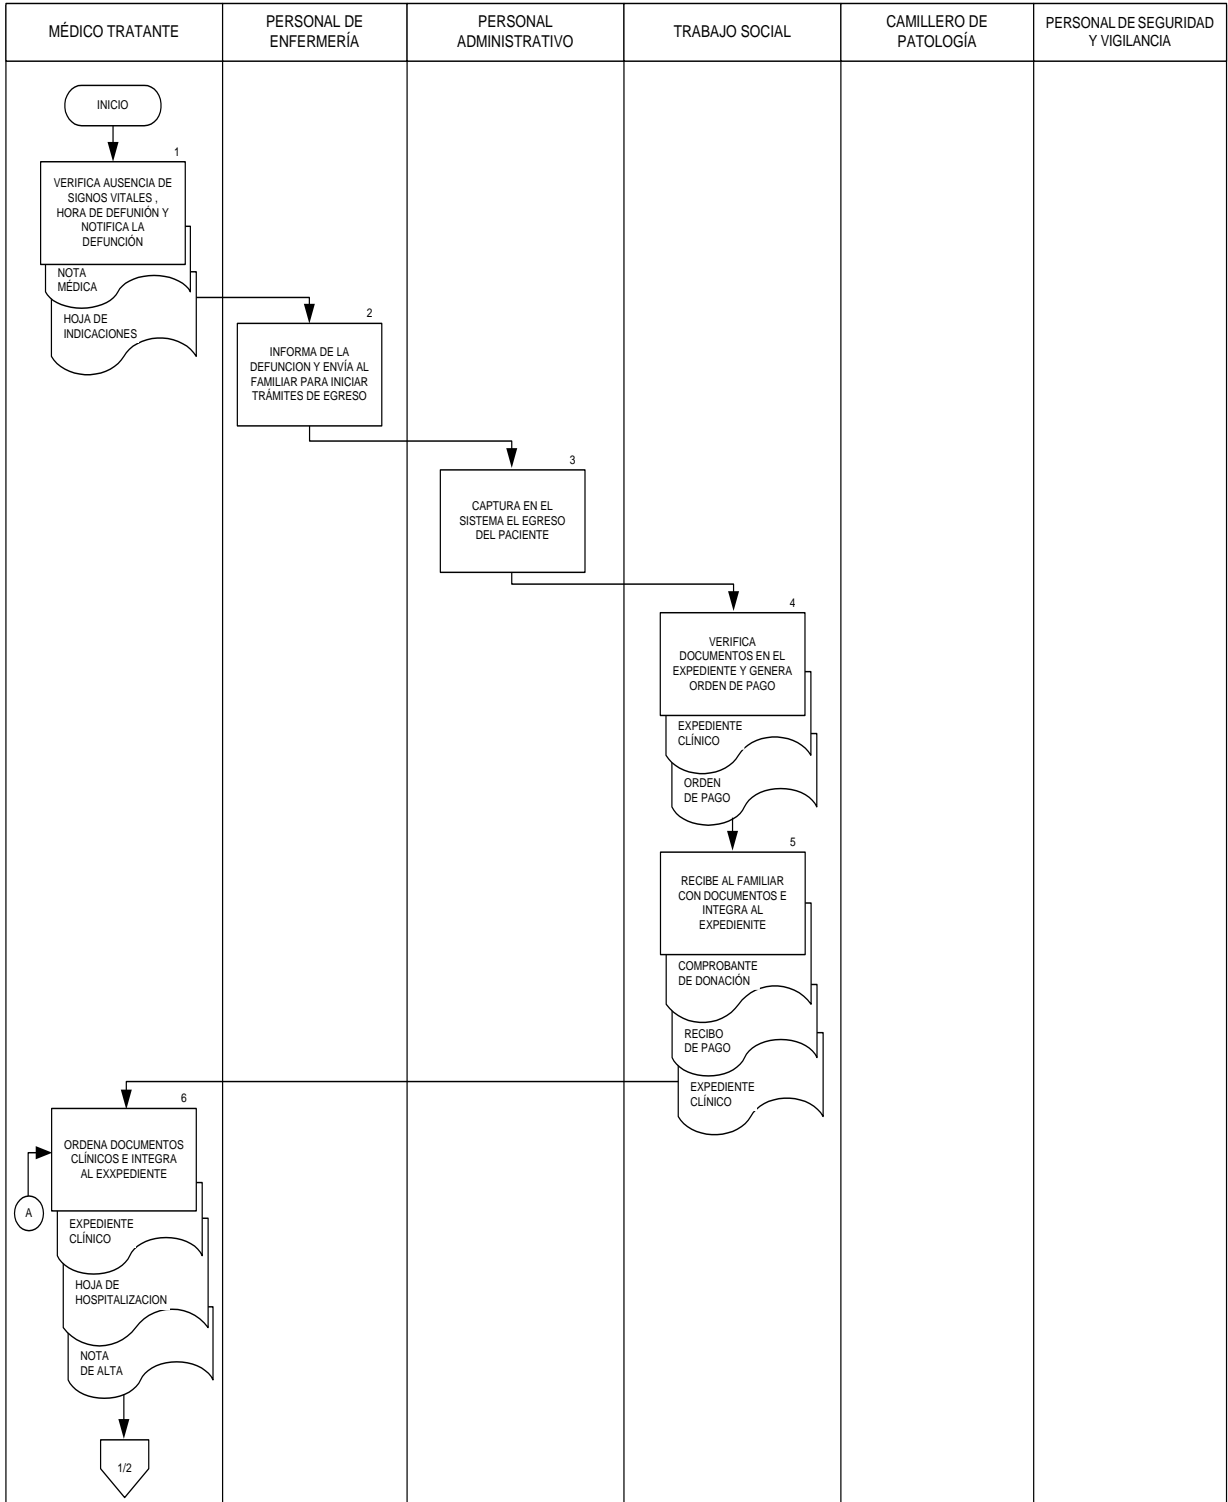 MÉDICO TRATANTE
PERSONAL DE
ENFERMERÍA
PERSONAL
ADMINISTRATIVO
TRABAJO SOCIAL
CAMILLERO DE
PATOLOGÍA
PERSONAL DE SEGURIDAD
Y VIGILANCIA
INICIO
1
VERIFICA AUSENCIA DE
SIGNOS VITALES ,
HORA DE DEFUNIÓN Y
NOTIFICA LA
DEFUNCIÓN
NOTA
MÉDICA
HOJA DE
INDICACIONES
2
INFORMA DE LA
DEFUNCION Y ENVÍA AL
FAMILIAR PARA INICIAR
TRÁMITES DE EGRESO
3
CAPTURA EN EL
SISTEMA EL EGRESO
DEL PACIENTE
4
VERIFICA
DOCUMENTOS EN EL
EXPEDIENTE Y GENERA
ORDEN DE PAGO
EXPEDIENTE
CLÍNICO
ORDEN
DE PAGO
5
RECIBE AL FAMILIAR
CON DOCUMENTOS E
INTEGRA AL
EXPEDIENITE
COMPROBANTE
DE DONACIÓN
RECIBO
DE PAGO
EXPEDIENTE
CLÍNICO
6
ORDENA DOCUMENTOS
CLÍNICOS E INTEGRA
AL EXXPEDIENTE
A
EXPEDIENTE
CLÍNICO
HOJA DE
HOSPITALIZACION
NOTA
DE ALTA
1/2